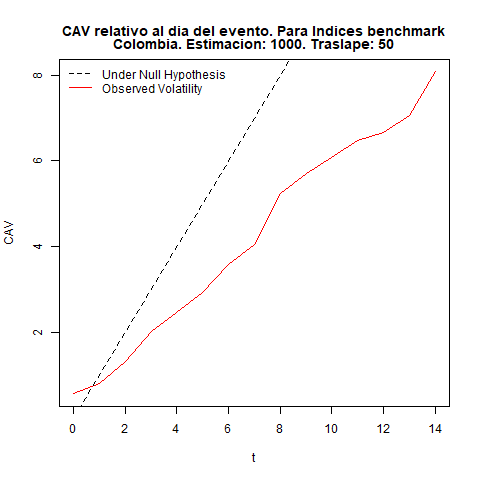 CAV relativo al dia del evento. Para Indices benchmark
Colombia. Estimacion: 1000. Traslape: 50
Under Null Hypothesis
Observed Volatility
CAV
8
6
4
2
0 2 4 6 8 10 12 14
t